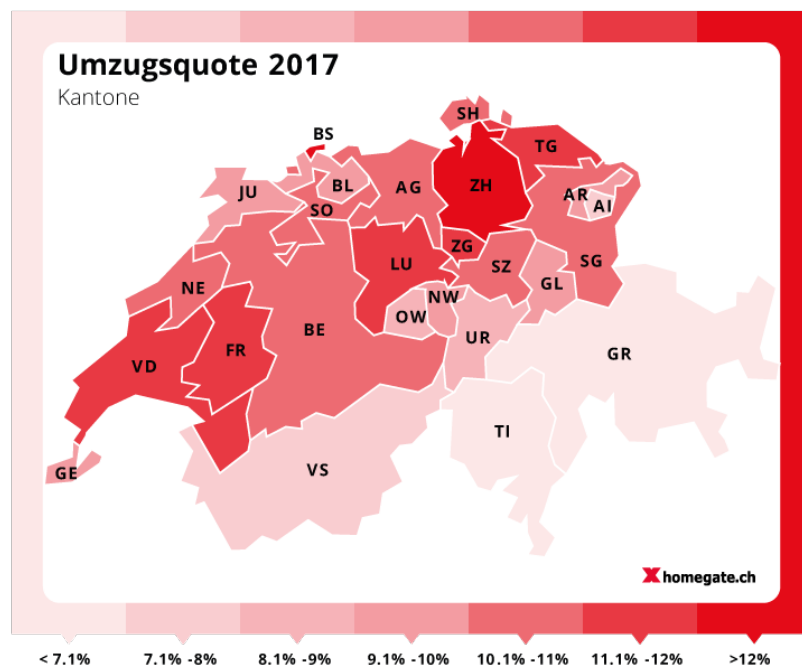 Umzugsquote 2017
Kantone
SH
BS
TG
JU
BL
AG
ZH
AR
AI
SO
ZG
LU
SZ
SG
NE
NW
GL
OW
BE
UR
FR
GR
VD
TI
GE
VS
homegate.ch
< 7.1% 7.1% -8% 8.1% -9% 9.1% -10% 10.1% -11% 11.1% -12% >12%